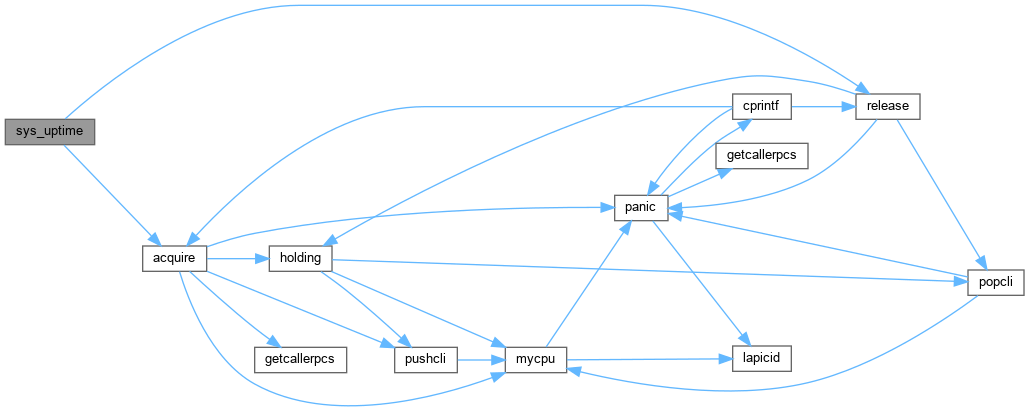 sys_uptime
acquire
holding
getcallerpcs
pushcli
mycpu
panic
cprintf
getcallerpcs
release
popcli
lapicid